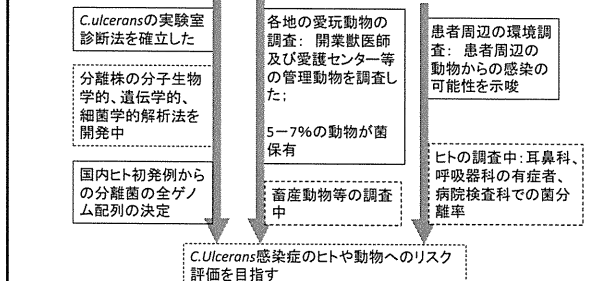 C.ulceransの実験室
診断法を確立した
分離株の分子生物
学的、遺伝学的、
細菌学的解析法を
開発中
国内ヒト初発例から
の分離菌の全ゲノ
ム配列の決定
各地の愛玩動物の
調査: 開業獣医師
及び愛護センター等
の管理動物を調査し
た;
5－7%の動物が菌
保有
畜産動物等の調査
中
患者周辺の環境調
査: 患者周辺の
動物からの感染の
可能性を示唆
ヒトの調査中:耳鼻科、
呼吸器科の有症者、
病院検査科での菌分
離率
C.Ulcerans感染症のヒトや動物へのリスク
評価を目指す